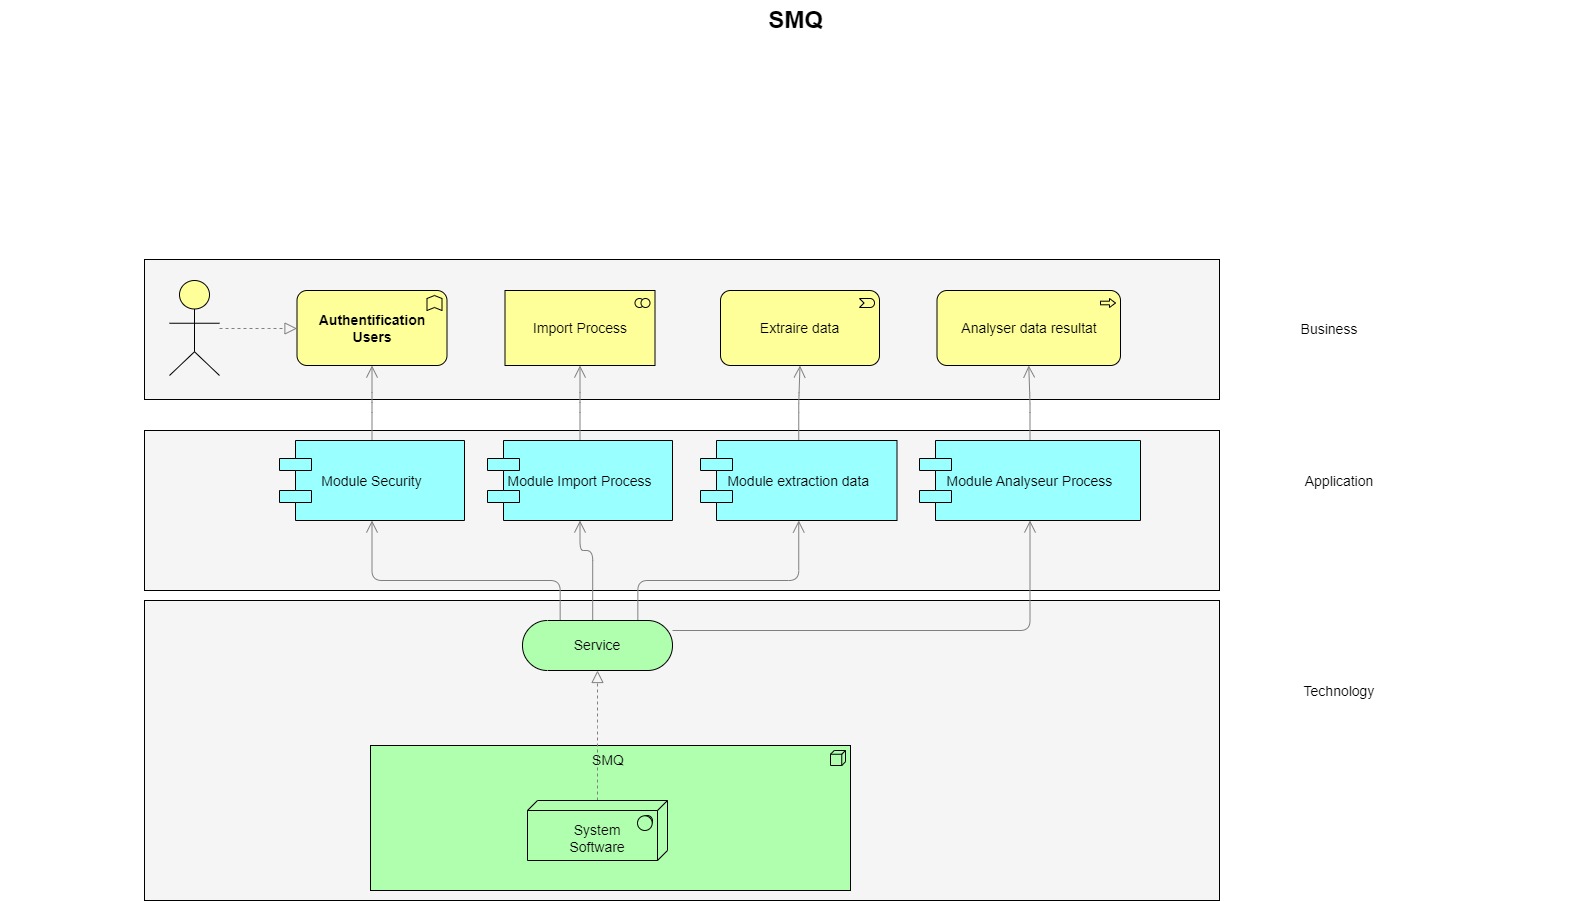 SMQ
Authentification
Users
Import Process
Extraire data
Analyser data resultat
Business
Module Security
Module Import Process
Module extraction data
Module Analyseur Process
Application
Service
Technology
SMQ
System
Software